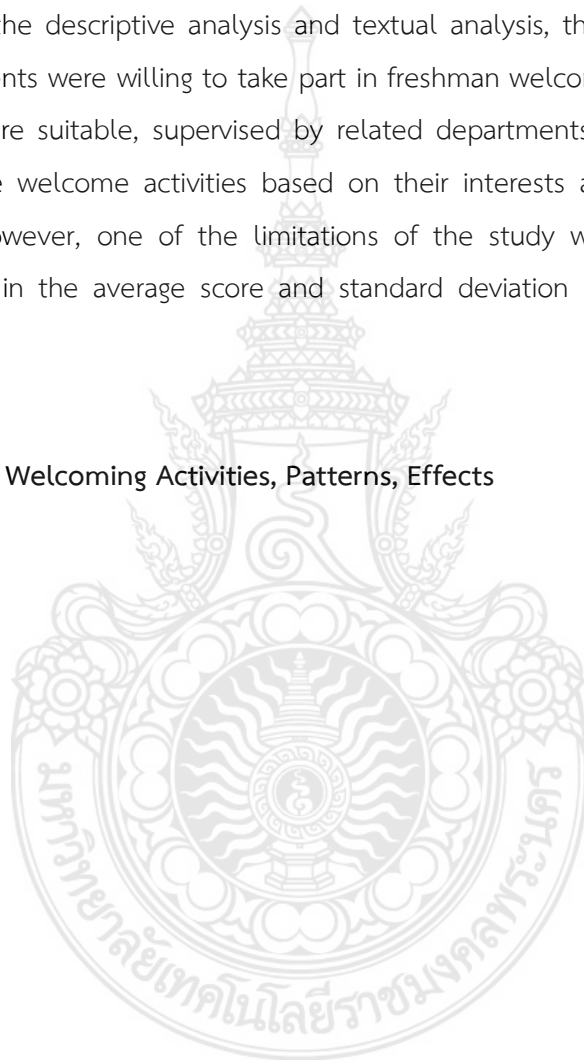 the descriptive analysis and textual analysis, th
ents were willing to take part in freshman welcom
re suitable, supervised by related departments
e welcome activities based on their interests a
owever, one of the limitations of the study w
in the average score and standard deviation
Welcoming Activities, Patterns, Effects
มหาวิทยาลัยเทคโนโลยีราชมงคลพระนคร